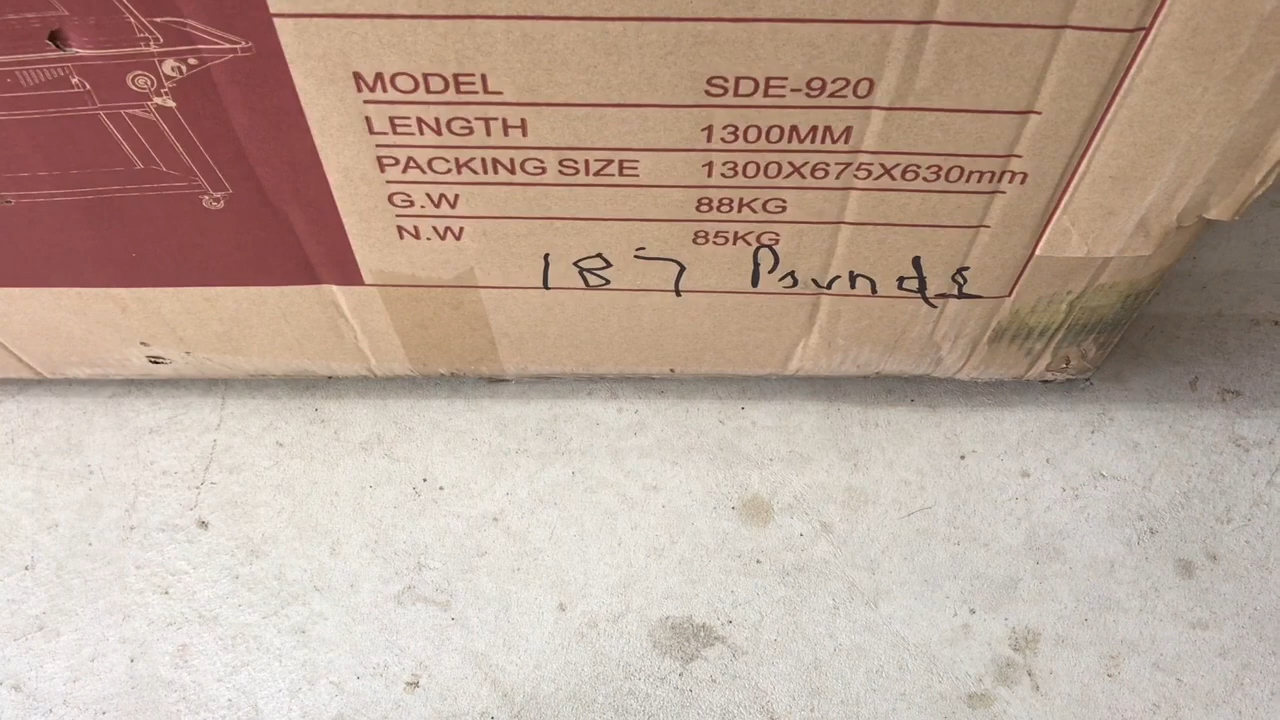 MODEL SDE-920
LENGTH 1300MM
PACKING SIZE 1300X675X630mm
G.W 88KG
N.W 85KG
187 Pounds